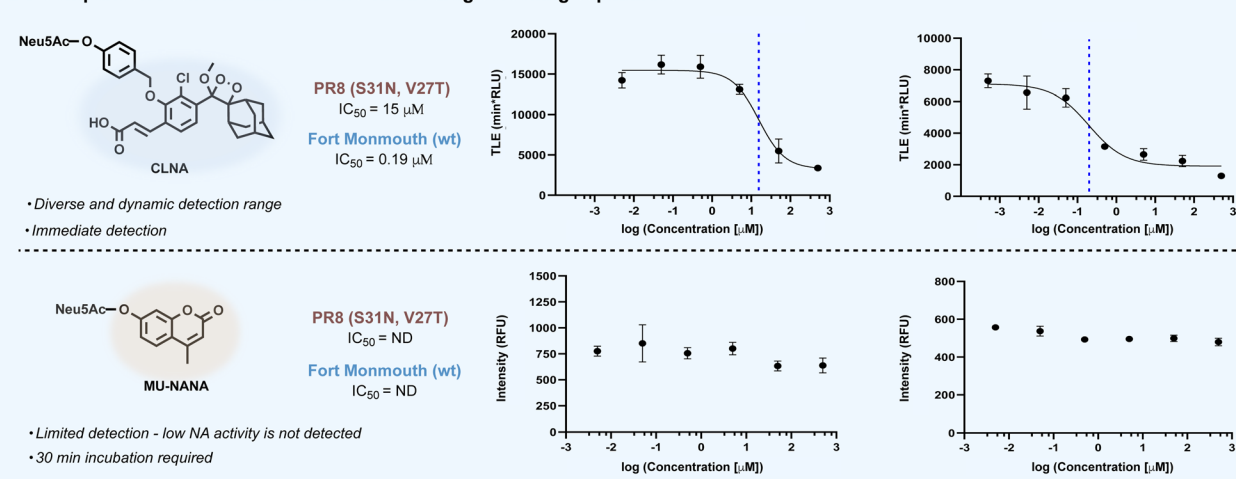 Neu5Ac
O
O
Cl
O
O
O
HO
O
CLNA
PR8 (S31N, V27T)
IC50 = 15 μM
Fort Monmouth (wt)
IC50 = 0.19 μM
•Diverse and dynamic detection range
•Immediate detection
TLE (min*RLU)
20000
15000
10000
5000
0
-3 -2 -1 0 1 2 3
log (Concentration [μM])
TLE (min*RLU)
10000
8000
6000
4000
2000
0
-3 -2 -1 0 1 2 3
log (Concentration [μM])
Neu5Ac
O
O
O
MU-NANA
PR8 (S31N, V27T)
IC50 = ND
Fort Monmouth (wt)
IC50 = ND
•Limited detection - low NA activity is not detected
•30 min incubation required
Intensity (RFU)
1500
1250
1000
750
500
250
0
-3 -2 -1 0 1 2 3
log (Concentration [μM])
Intensity (RFU)
800
600
400
200
0
-3 -2 -1 0 1 2 3
log (Concentration [μM])